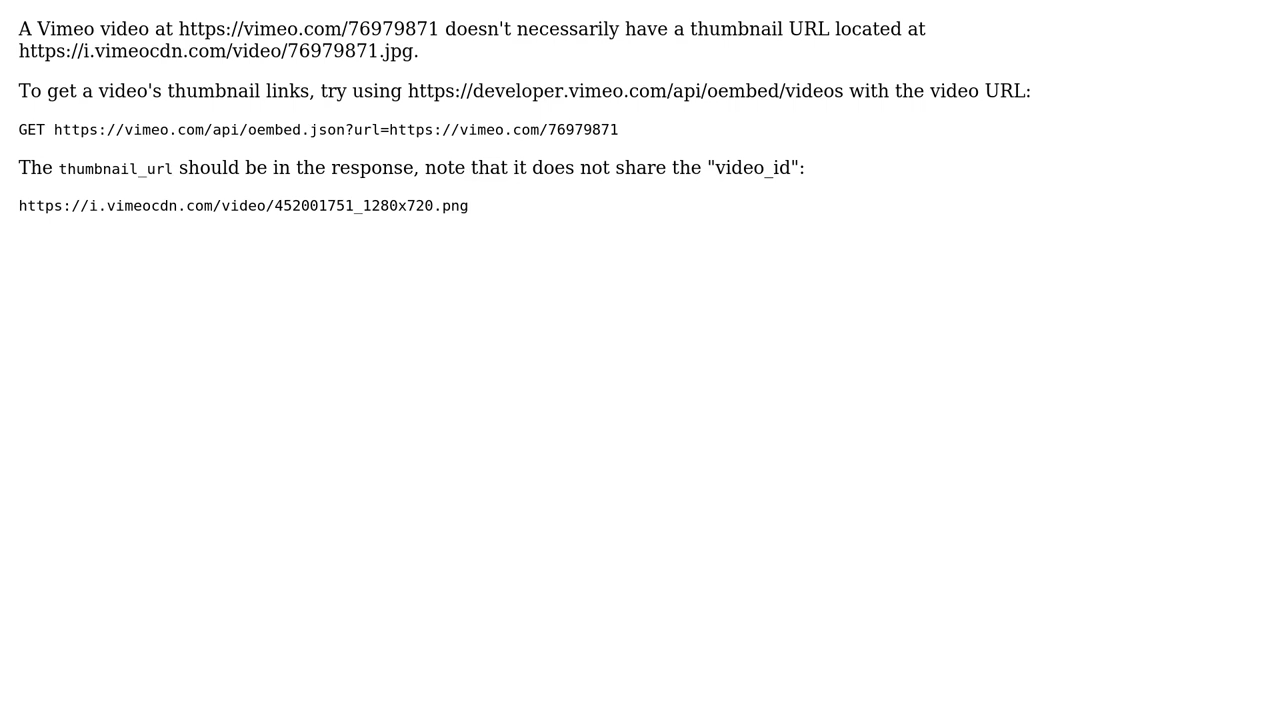 A Vimeo video at https://vimeo.com/76979871 doesn't necessarily have a thumbnail URL located at
https://i.vimeocdn.com/video/76979871.jpg.
To get a video's thumbnail links, try using https://developer.vimeo.com/api/oembed/videos with the video URL:
GET https://vimeo.com/api/oembed.json?url=https://vimeo.com/76979871
The thumbnail_url should be in the response, note that it does not share the "video_id":
https://i.vimeocdn.com/video/452001751_1280x720.png